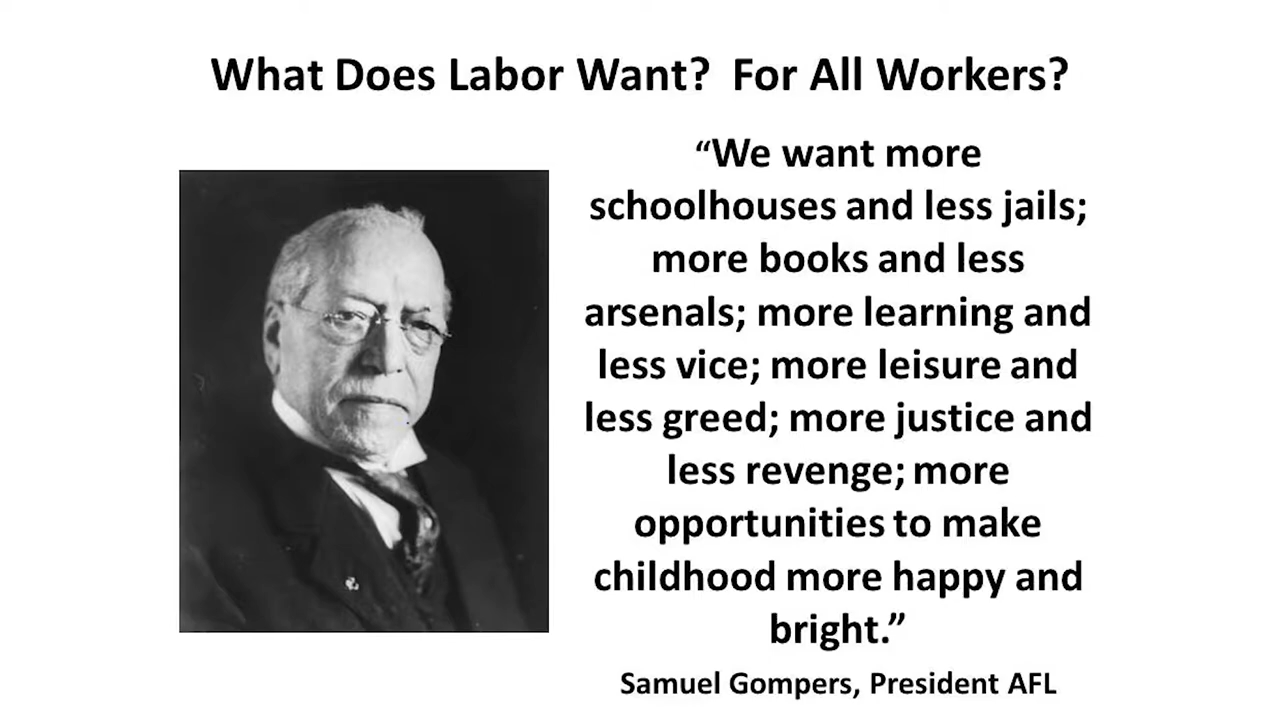 What Does Labor Want?  For All Workers?
“We want more
schoolhouses and less jails;
more books and less
arsenals; more learning and
less vice; more leisure and
less greed; more justice and
less revenge; more
opportunities to make
childhood more happy and
bright.”
Samuel Gompers, President AFL